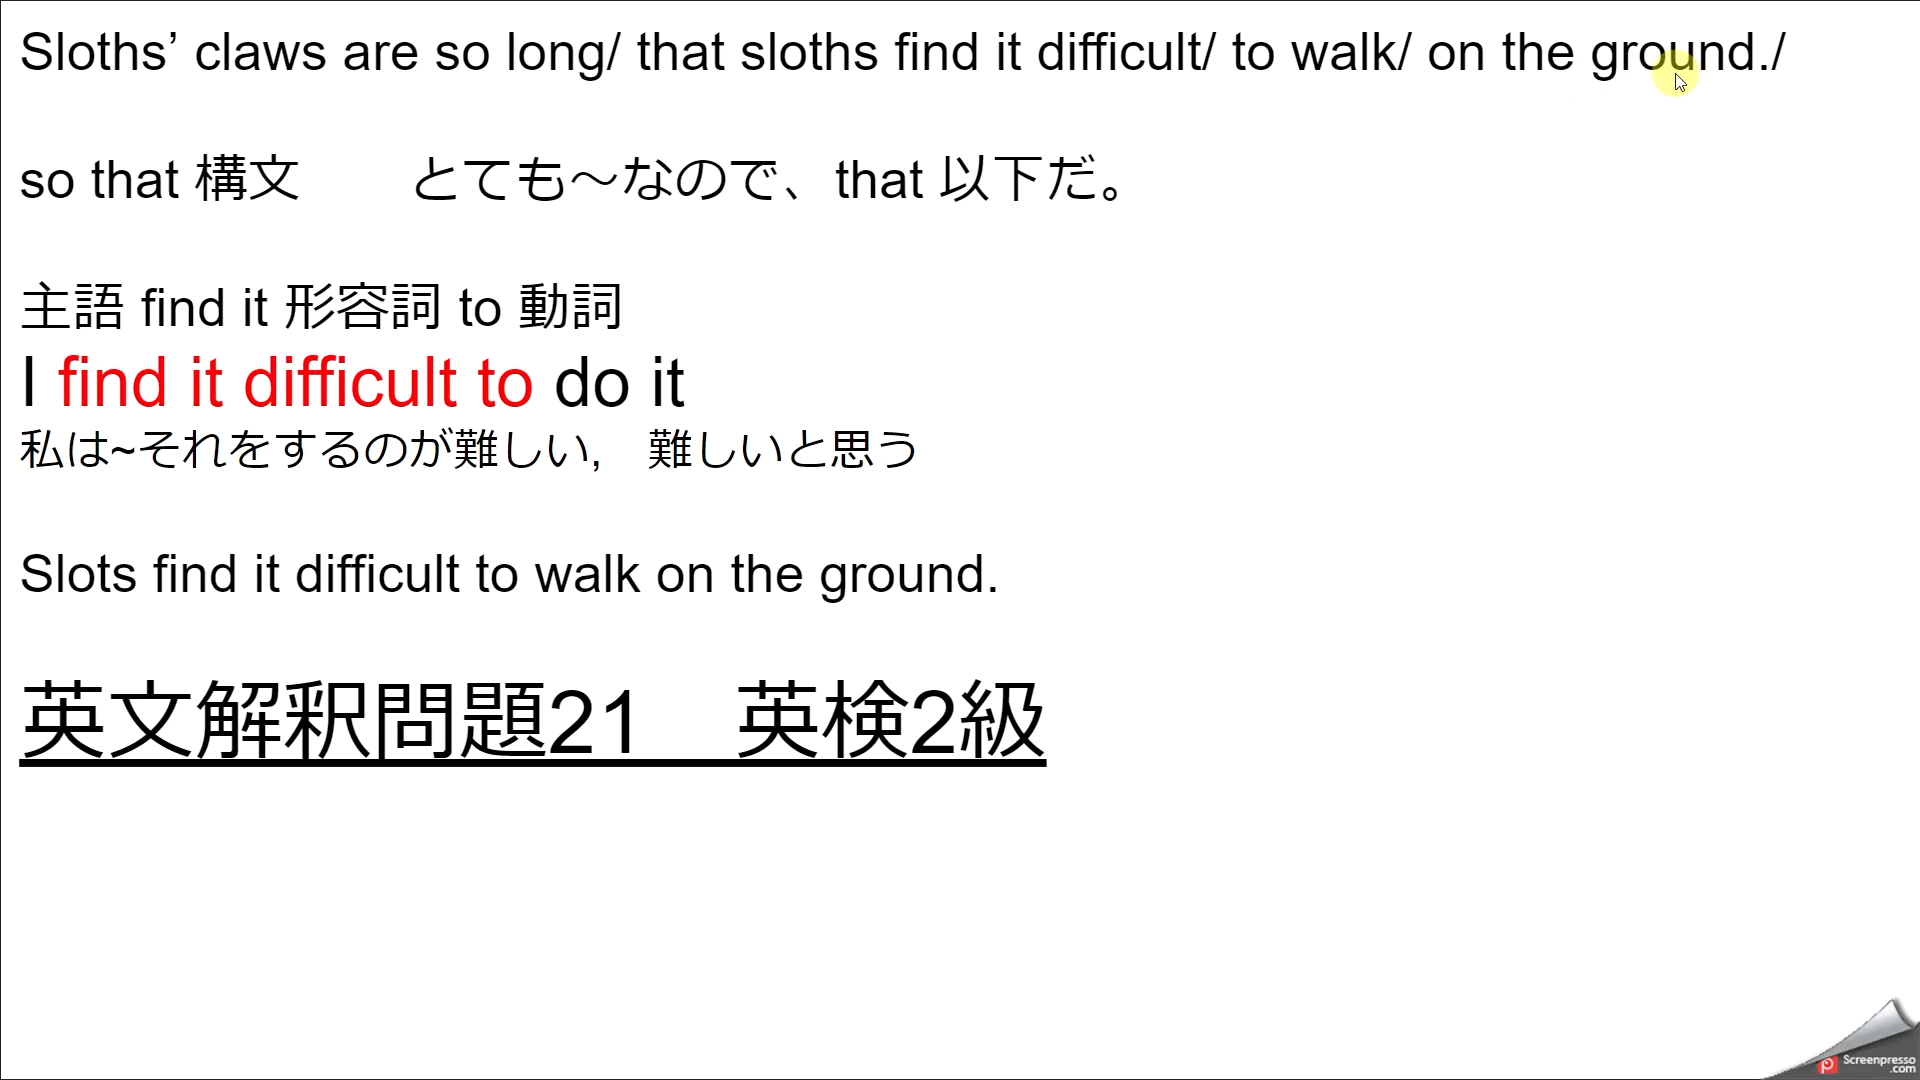 Sloths’ claws are so long/ that sloths find it difficult/ to walk/ on the ground./
so that 構文　　とても～なので、that 以下だ。
主語 find it 形容詞 to 動詞
I find it difficult to do it
私は~それをするのが難しい,　難しいと思う
Slots find it difficult to walk on the ground.
英文解釈問題21　英検2級
Screenpresso
.com